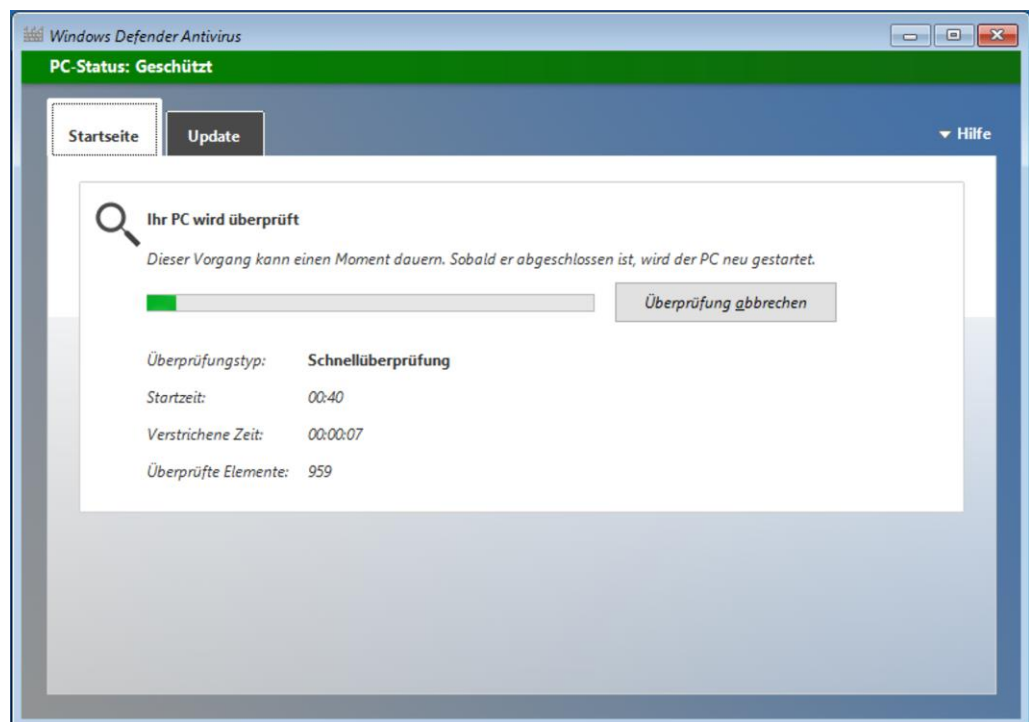 Windows Defender Antivirus
PC-Status: Geschützt
Startseite
Update
Hilfe
Ihr PC wird überprüft
Dieser Vorgang kann einen Moment dauern. Sobald er abgeschlossen ist, wird der PC neu gestartet.
Überprüfung abbrechen
Überprüfungstyp: Schnellüberprüfung
Startzeit: 00:40
Verstrichene Zeit: 00:00:07
Überprüfte Elemente: 959